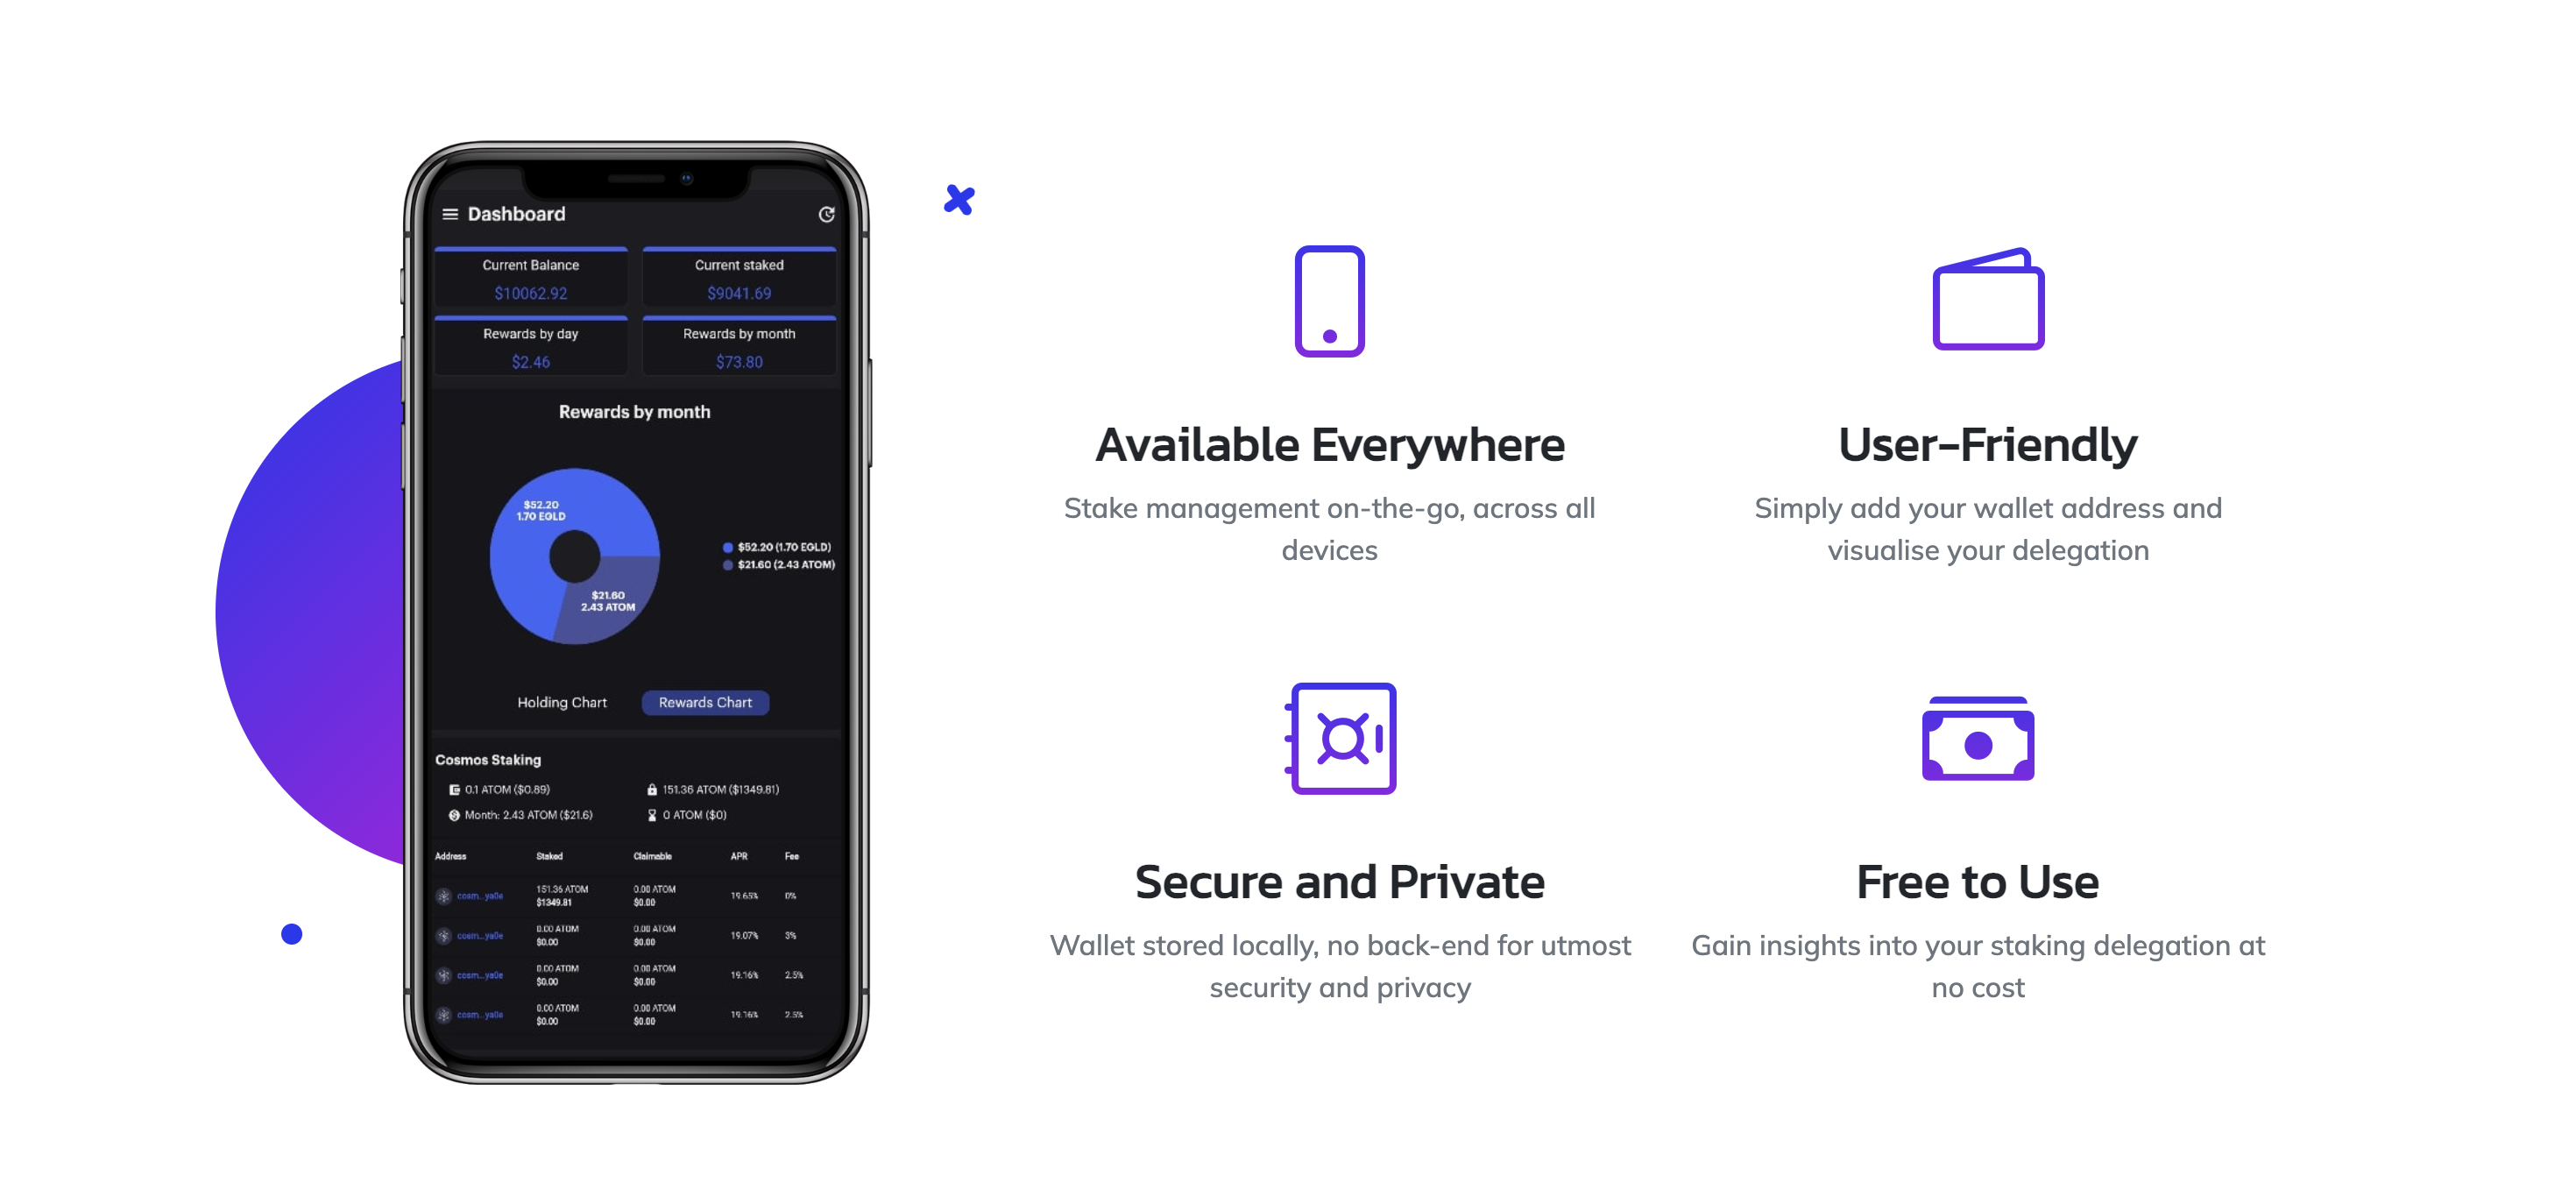 Dashboard
Current Balance
$10062.92
Current staked
$9041.69
Rewards by day
$2.46
Rewards by month
$73.80
Rewards by month
$52.20
1.70 EGLD
$52.20 (1.70 EGLD)
$21.60 (2.43 ATOM)
$21.60
2.43 ATOM
Holding Chart
Rewards Chart
Cosmos Staking
0.1 ATOM ($0.89)
151.36 ATOM ($1349.81)
Month: 2.43 ATOM ($21.6)
0 ATOM ($0)
Address Staked Claimable APR Fee
cosm...ya0e 151.36 ATOM 0.00 ATOM 19.65% 0%
$1349.81 $0.00
cosm...ya0e 0.00 ATOM 0.00 ATOM 19.07% 3%
$0.00 $0.00
cosm...ya0e 0.00 ATOM 0.00 ATOM 19.16% 2.5%
$0.00 $0.00
cosm...ya0e 0.00 ATOM 0.00 ATOM 19.16% 2.5%
$0.00 $0.00
Available Everywhere
Stake management on-the-go, across all
devices
User-Friendly
Simply add your wallet address and
visualise your delegation
Secure and Private
Wallet stored locally, no back-end for utmost
security and privacy
Free to Use
Gain insights into your staking delegation at
no cost